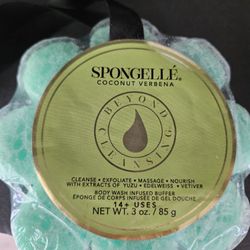 SPONGELLÉ®
COCONUT VERBENA
BEYOND
CLEANSING
CLEANSE • EXFOLIATE • MASSAGE • NOURISH
WITH EXTRACTS OF YUZU • EDELWEISS • VETIVER
BODY WASH INFUSED BUFFER
ÉPONGE DE CORPS INFUSÉE DE GEL DOUCHE
14+ USES
NET WT. 3 oz. / 85 g